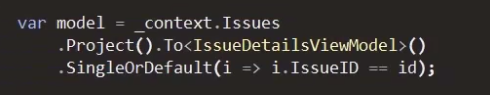 var model = _context.Issues
.Project().To<IssueDetailsViewModel>()
.SingleOrDefault(i => i.IssueID == id);